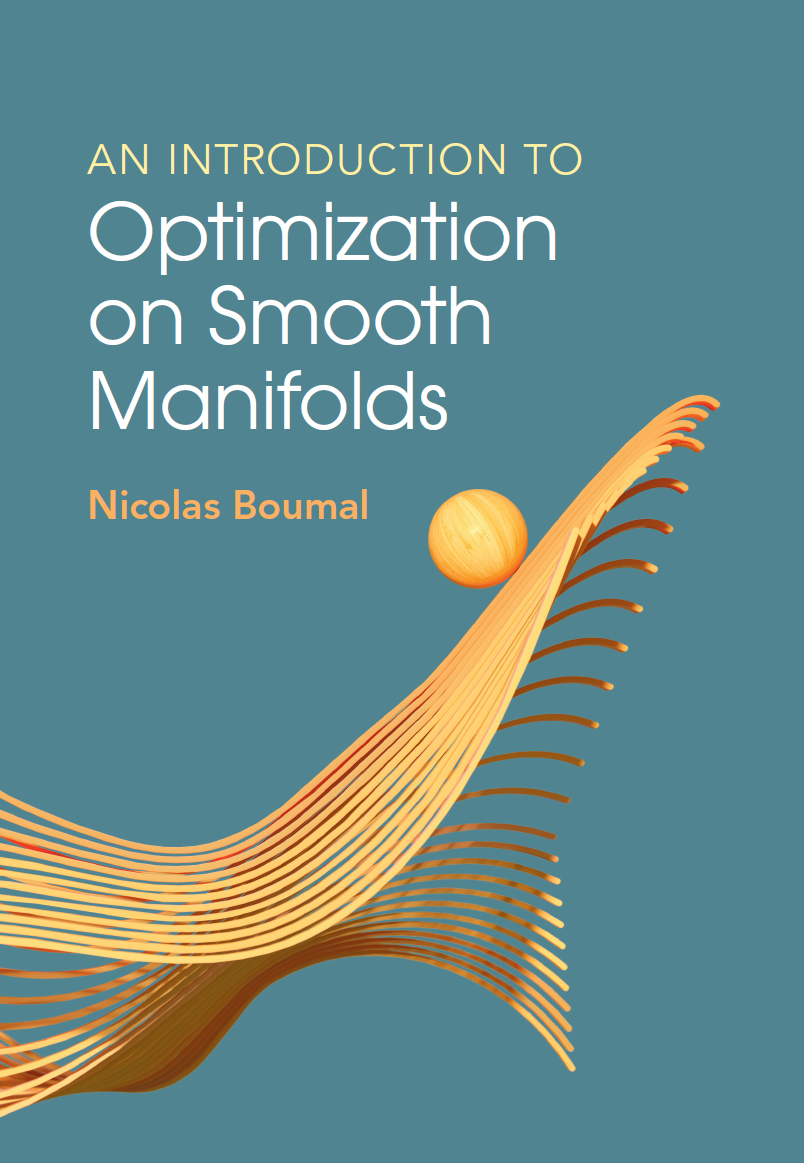 AN INTRODUCTION TO
Optimization
on Smooth
Manifolds
Nicolas Boumal